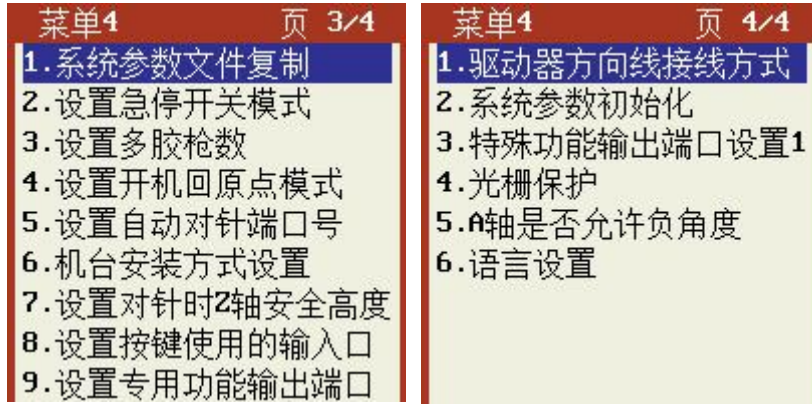 菜单4 页 3/4
1.系统参数文件复制
2.设置急停开关模式
3.设置多胶枪数
4.设置开机回原点模式
5.设置自动对针端口号
6.机台安装方式设置
7.设置对针时Z轴安全高度
8.设置按键使用的输入口
9.设置专用功能输出端口
菜单4 页 4/4
1.驱动器方向线接线方式
2.系统参数初始化
3.特殊功能输出端口设置1
4.光栅保护
5.A轴是否允许负角度
6.语言设置